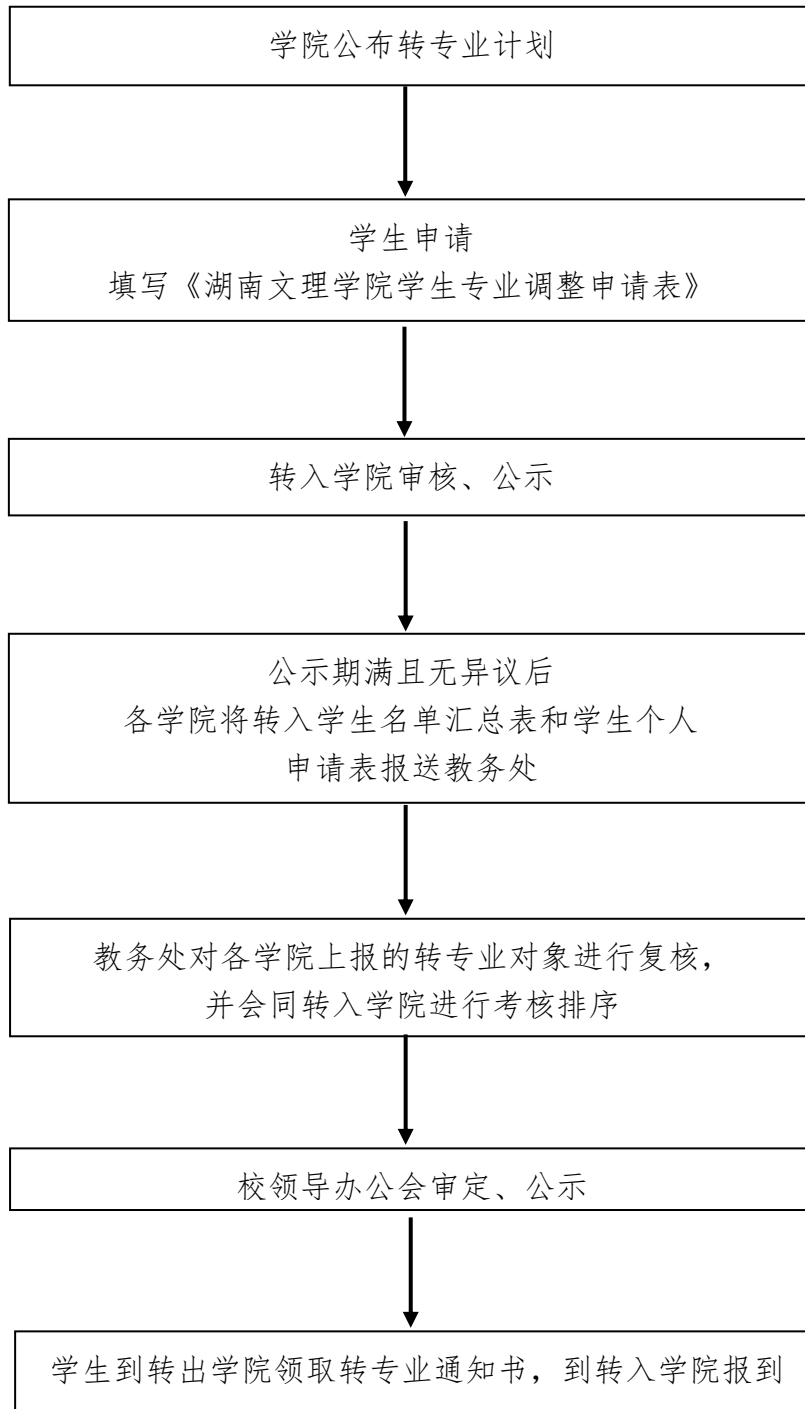 学院公布转专业计划
学生申请
填写《湖南文理学院学生专业调整申请表》
转入学院审核、公示
公示期满且无异议后
各学院将转入学生名单汇总表和学生个人
申请表报送教务处
教务处对各学院上报的转专业对象进行复核，
并会同转入学院进行考核排序
校领导办公会审定、公示
学生到转出学院领取转专业通知书，到转入学院报到